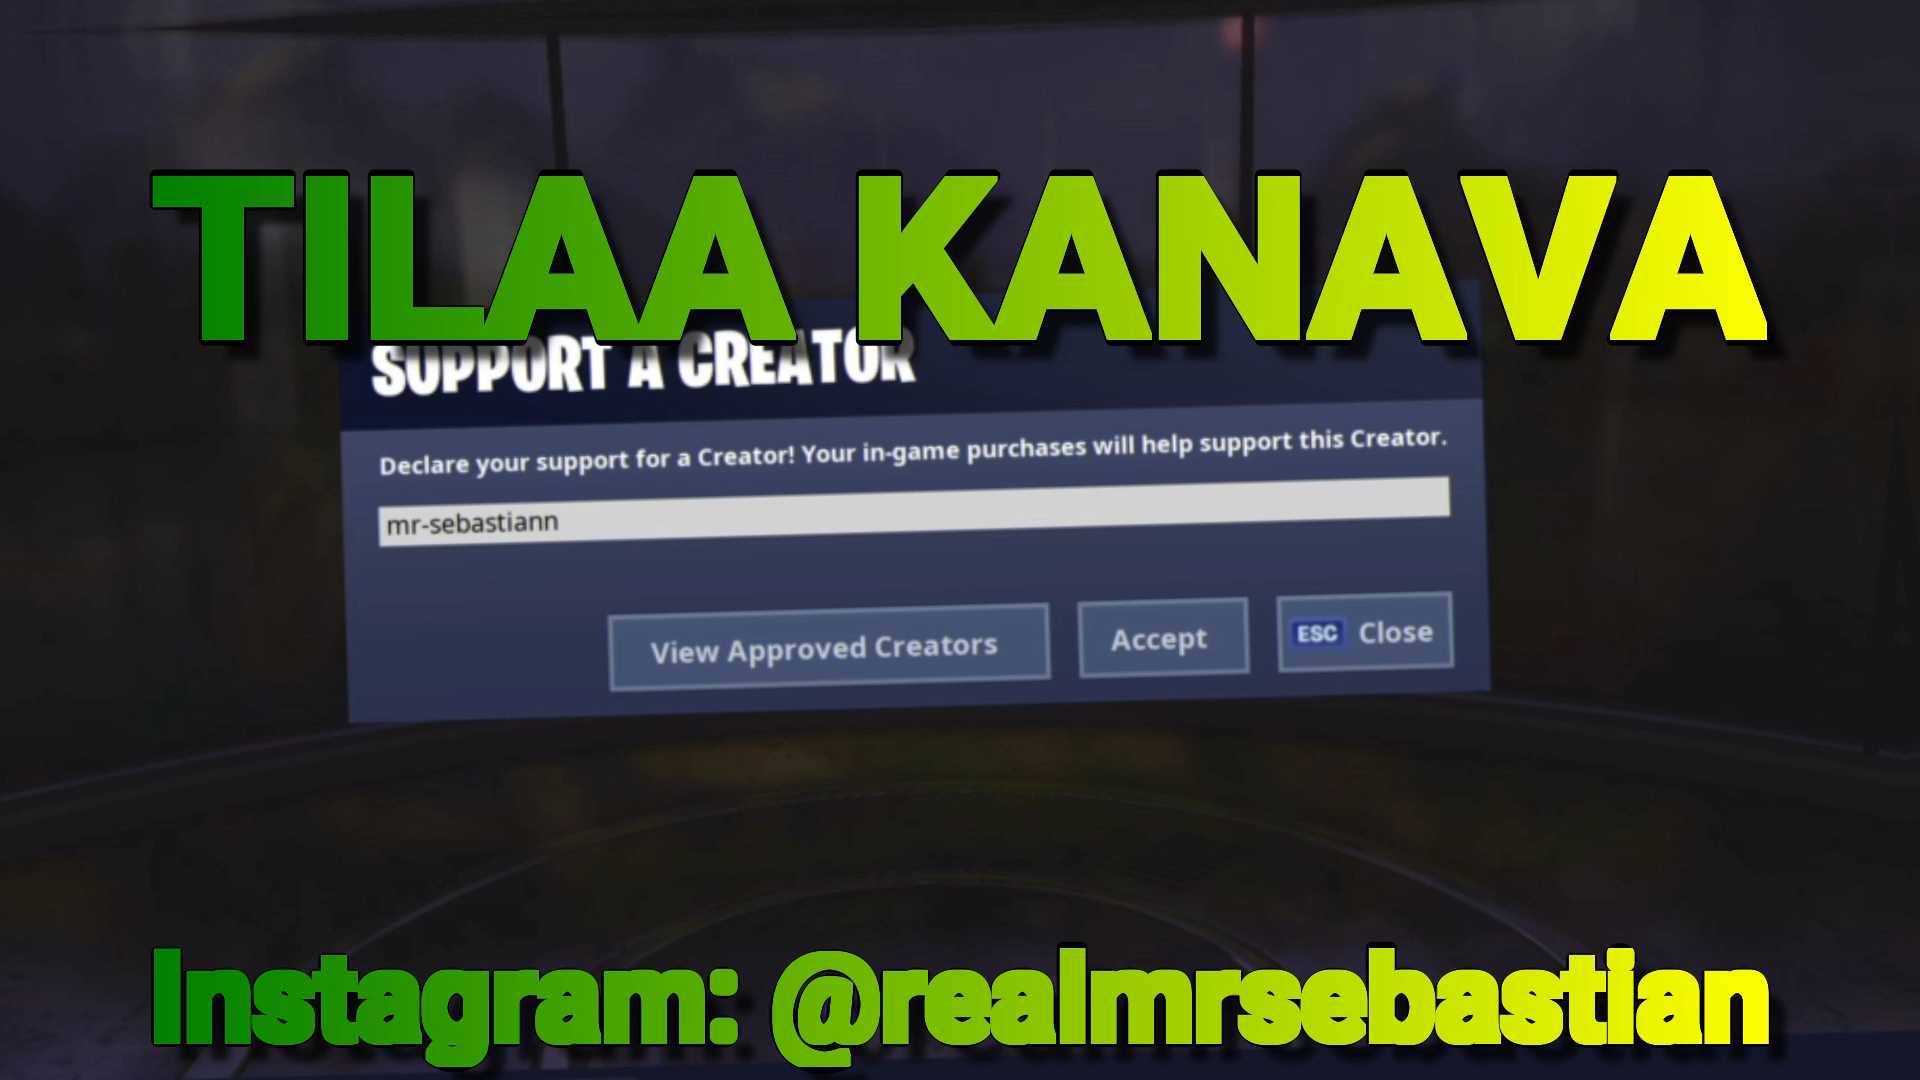 TILAA KANAVA
SUPPORT A CREATOR
Declare your support for a Creator! Your in-game purchases will help support this Creator.
mr-sebastiann
View Approved Creators
Accept
ESC Close
Instagram: @realmrsebastian